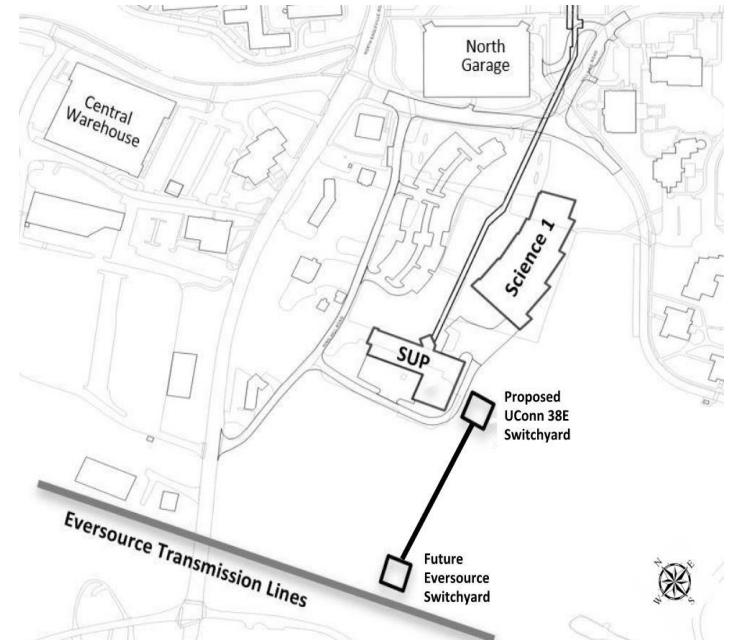 North
Garage
Central
Warehouse
Science 1
SUP
Proposed
UConn 38E
Switchyard
Eversource Transmission Lines
Future
Eversource
Switchyard
N
E
W
S